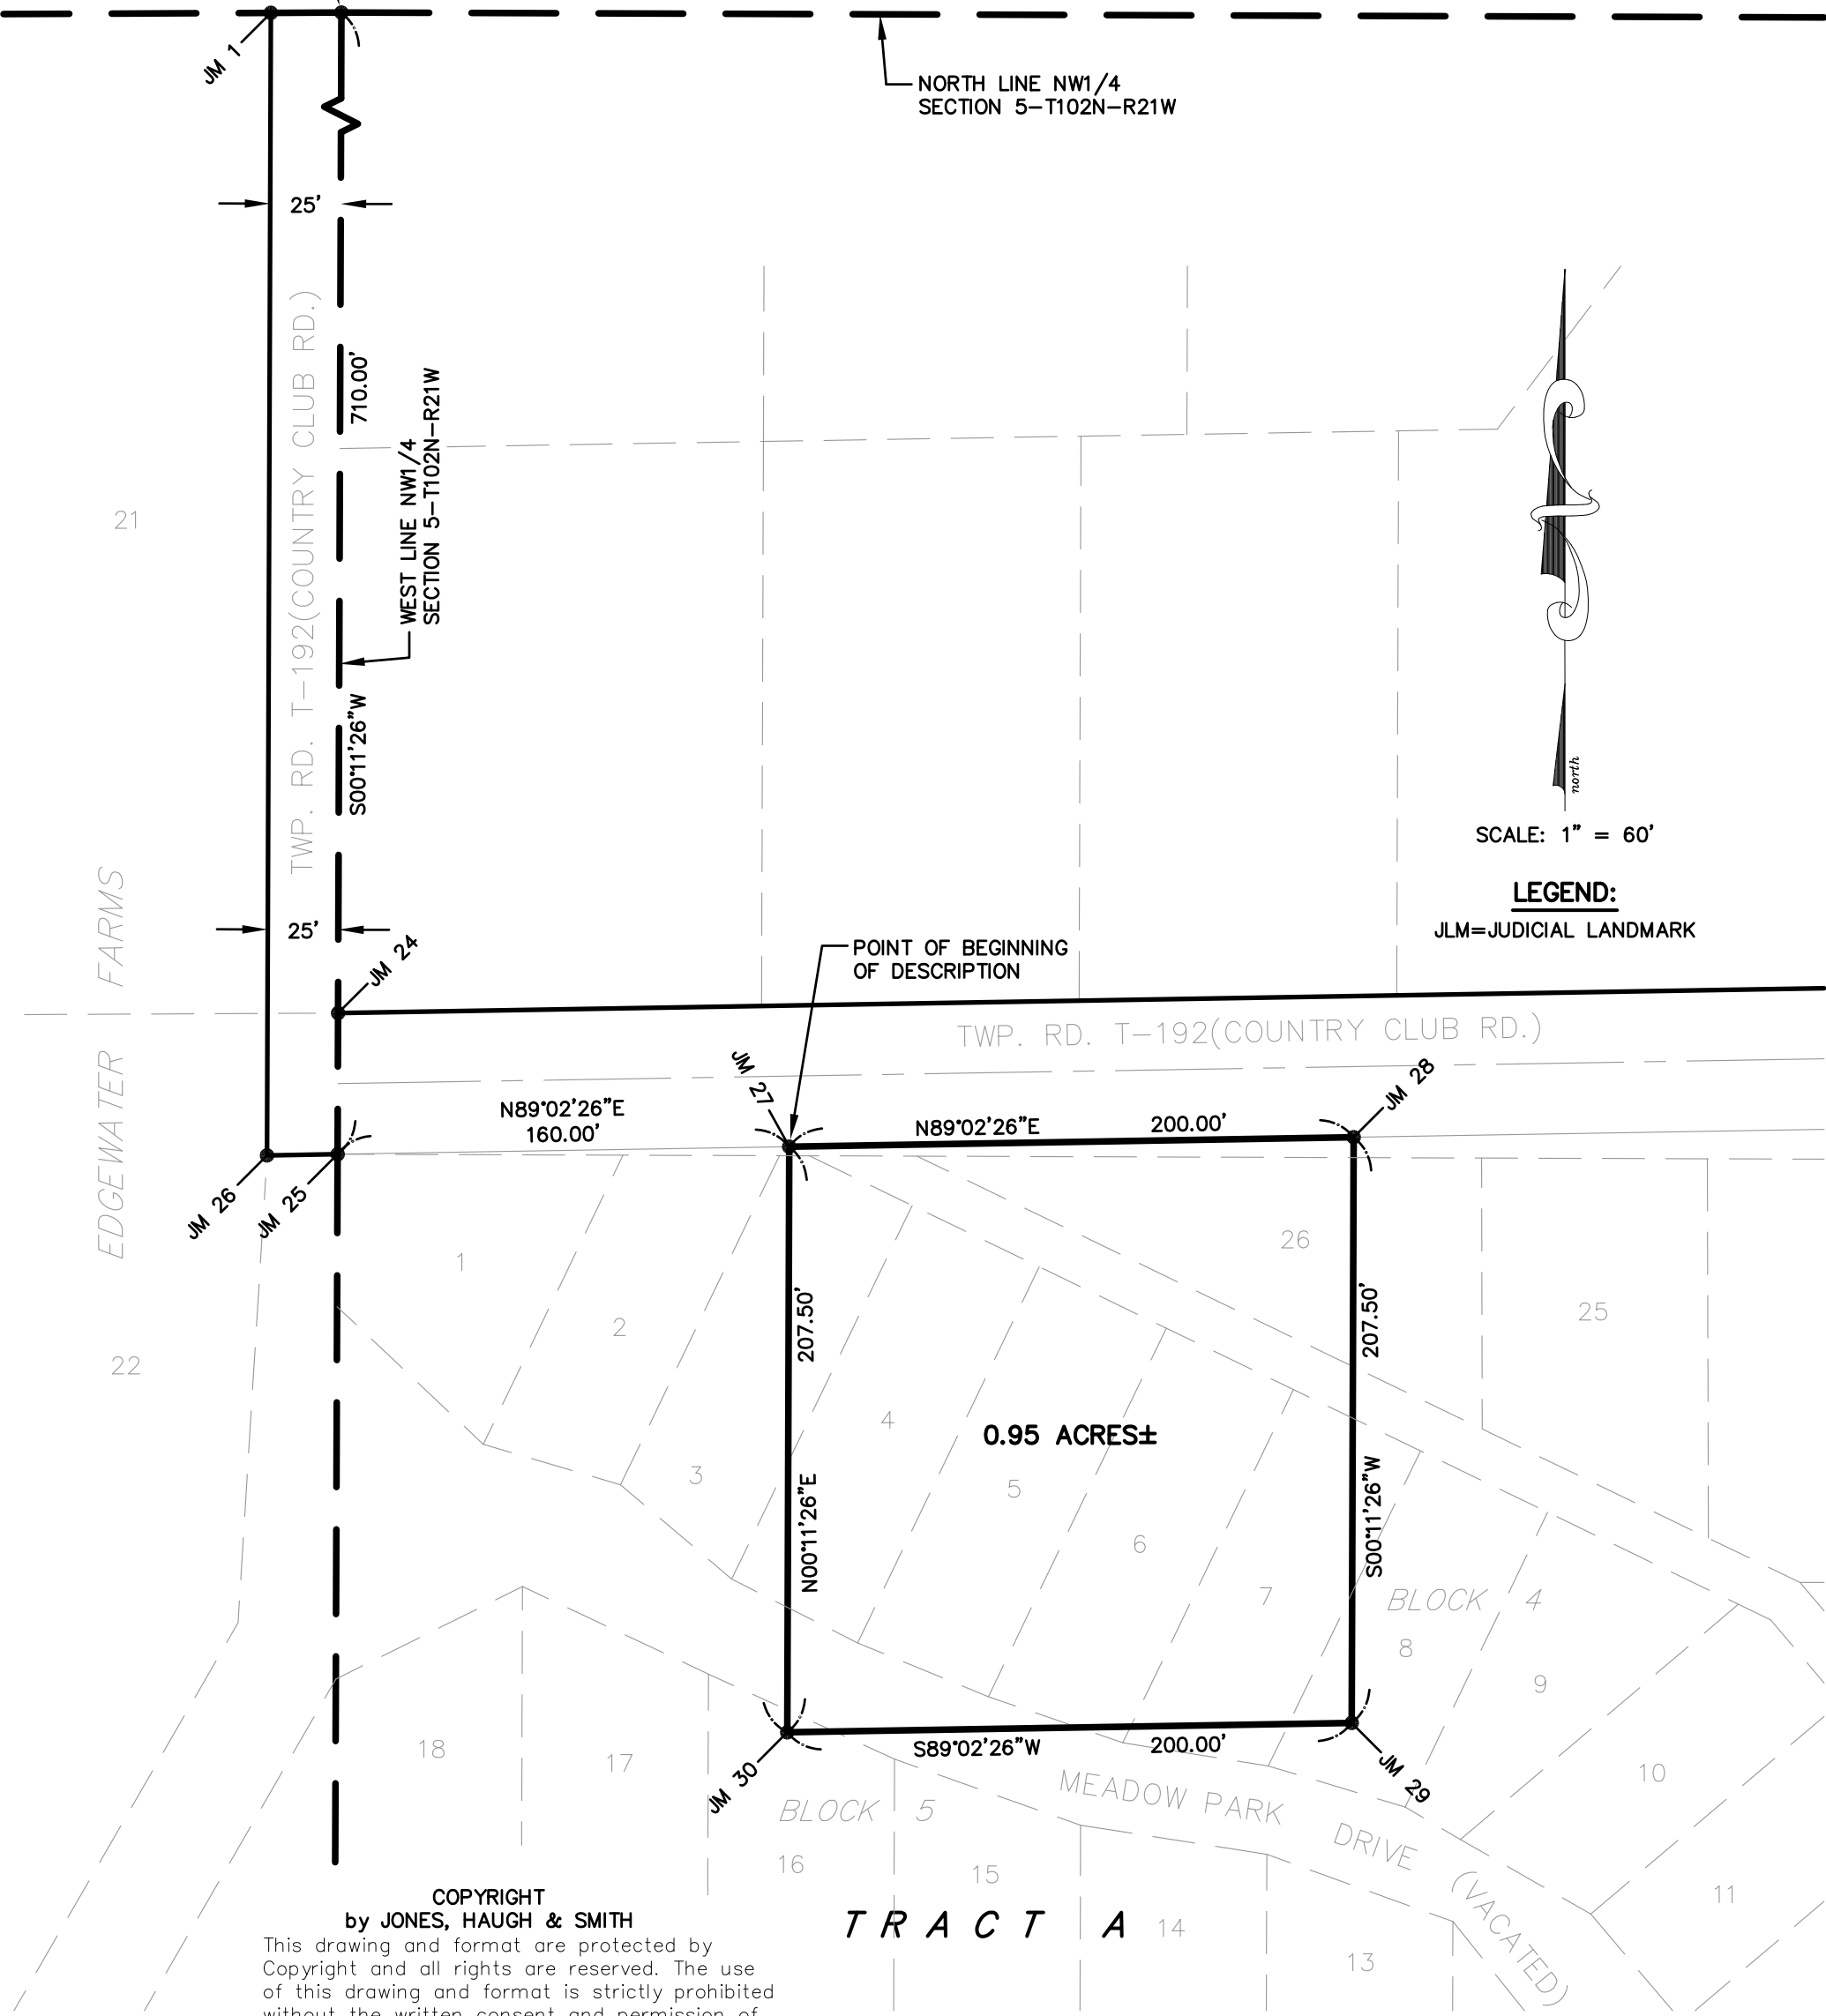 JM 1
NORTH LINE NW1/4
SECTION 5-T102N-R21W
25'
TWP. RD. T-192(COUNTRY CLUB RD.)
710.00'
WEST LINE NW1/4
SECTION 5-T102N-R21W
S00°11'26"W
21
north
SCALE: 1" = 60'
LEGEND:
JLM=JUDICIAL LANDMARK
EDGEWATER FARMS
25'
JM 24
POINT OF BEGINNING
OF DESCRIPTION
TWP. RD. T-192(COUNTRY CLUB RD.)
JM 27
JM 28
N89°02'26"E
160.00'
N89°02'26"E 200.00'
JM 26
JM 25
1
2
3
4
5
6
7
8
9
10
11
26
25
22
207.50'
N00°11'26"E
0.95 ACRES±
207.50'
S00°11'26"W
BLOCK 4
S89°02'26"W 200.00'
JM 30
JM 29
18
17
BLOCK 5
MEADOW PARK DRIVE (VACATED)
16
15
14
13
TRACT A
COPYRIGHT
by JONES, HAUGH & SMITH
This drawing and format are protected by
Copyright and all rights are reserved. The use
of this drawing and format is strictly prohibited
without the written consent and permission of